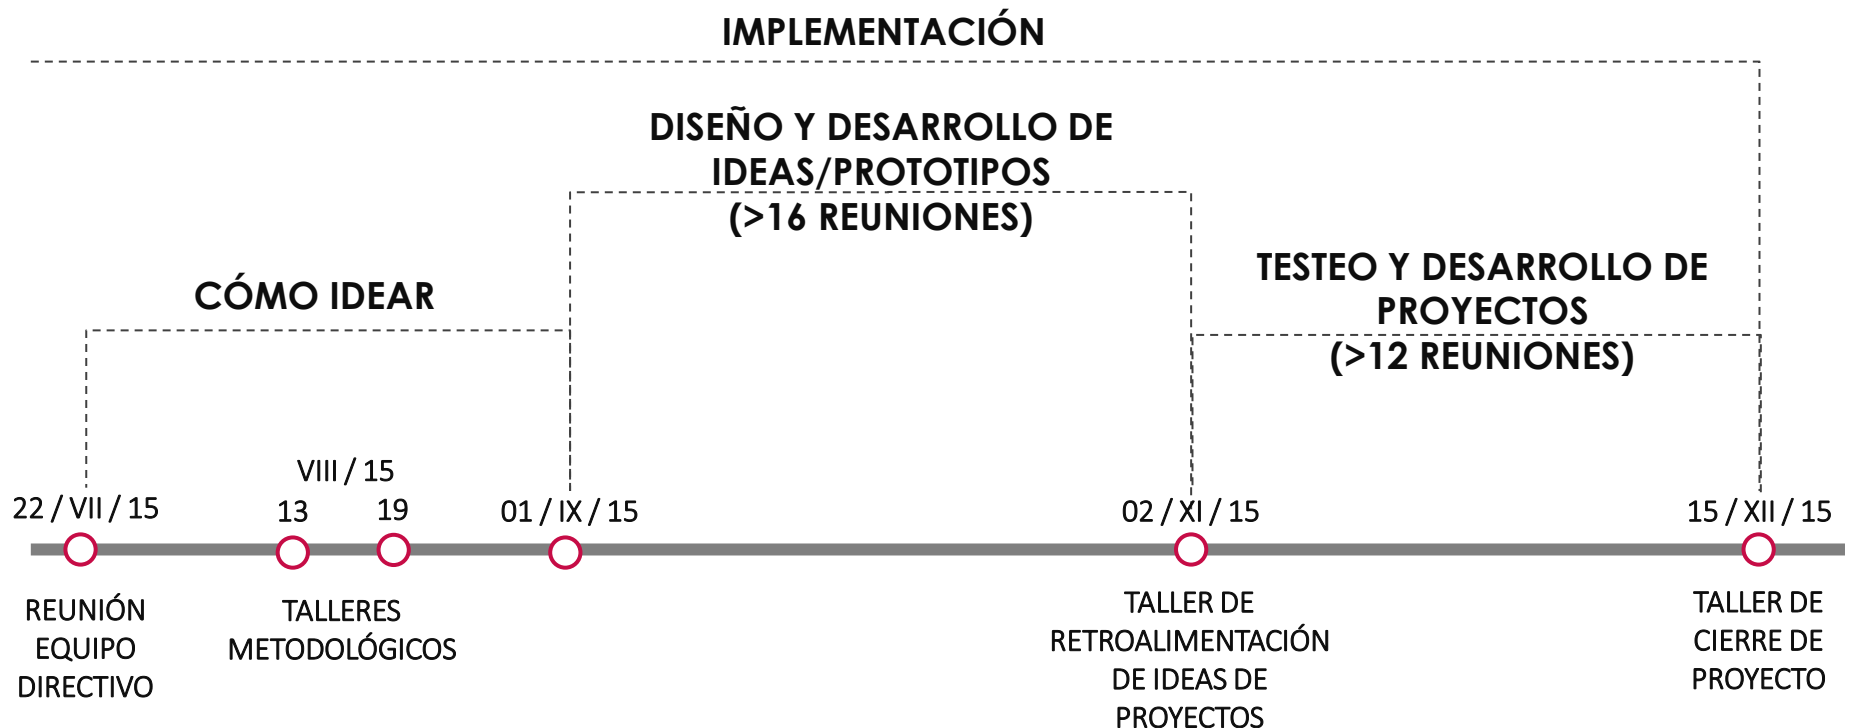 IMPLEMENTACIÓN
DISEÑO Y DESARROLLO DE
IDEAS/PROTOTIPOS
(>16 REUNIONES)
TESTEO Y DESARROLLO DE
PROYECTOS
(>12 REUNIONES)
CÓMO IDEAR
22 / VII / 15
VIII / 15
13
19
01 / IX / 15
02 / XI / 15
15 / XII / 15
REUNIÓN
EQUIPO
DIRECTIVO
TALLERES
METODOLÓGICOS
TALLER DE
RETROALIMENTACIÓN
DE IDEAS DE
PROYECTOS
TALLER DE
CIERRE DE
PROYECTO